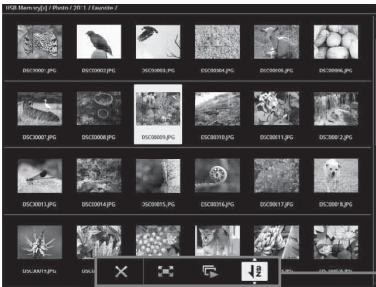 USB Memory[s] / Photo / 2011 / Favorite /
DSC00001.JPG DSC00002.JPG DSC00003.JPG DSC00004.JPG DSC00005.JPG DSC00006.JPG
DSC00007.JPG DSC00008.JPG DSC00009.JPG DSC00010.JPG DSC00011.JPG DSC00012.JPG
DSC00013.JPG DSC00014.JPG DSC00015.JPG DSC00016.JPG DSC00017.JPG DSC00018.JPG
DSC00019.JPG